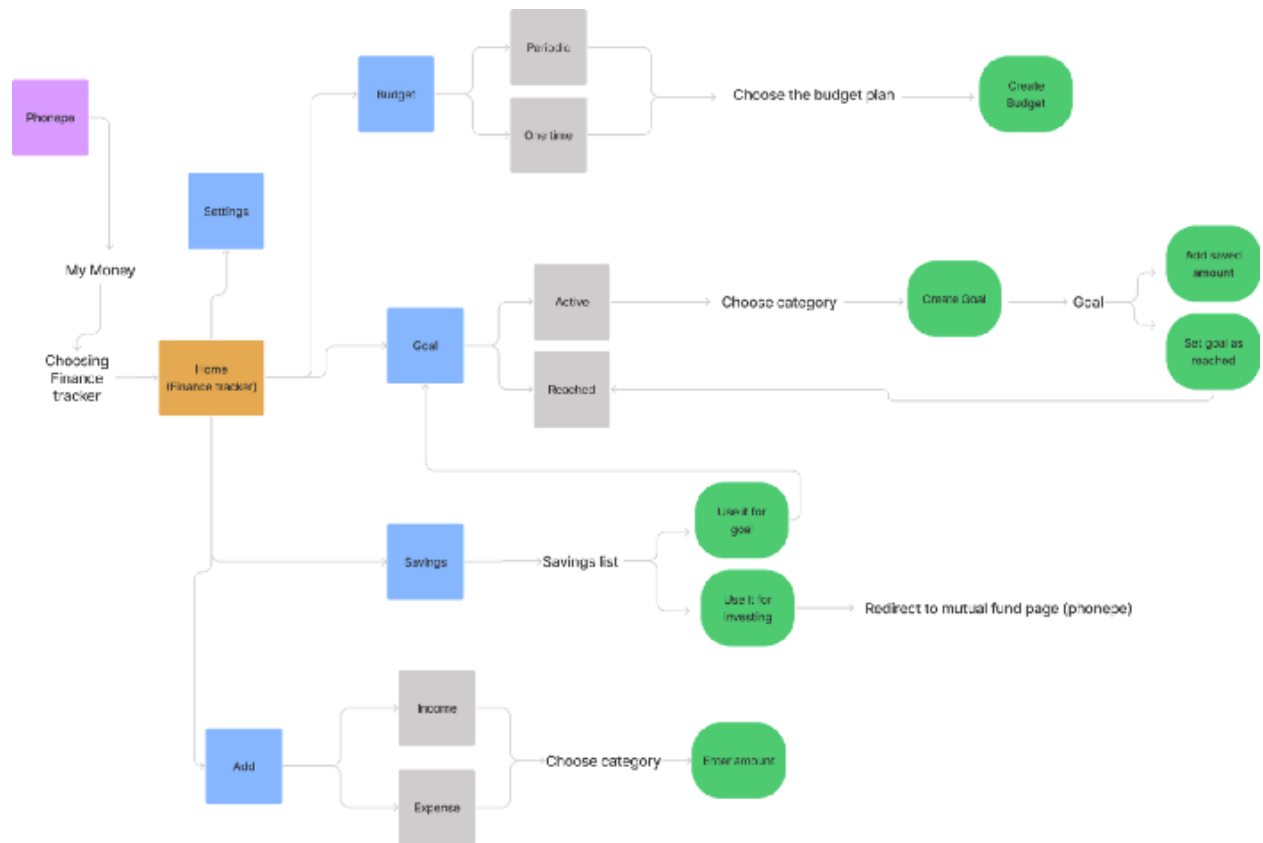 Phonepe
My Money
Choosing
Finance
tracker
Home
(Finance tracker)
Settings
Budget
Periodic
One time
Choose the budget plan
Create
Budget
Goal
Active
Reached
Choose category
Create Goal
Goal
Add saved
amount
Set goal as
reached
Savings
Savings list
Use it for
goal
Use it for
investing
Redirect to mutual fund page (phonepe)
Add
Income
Expense
Choose category
Enter amount